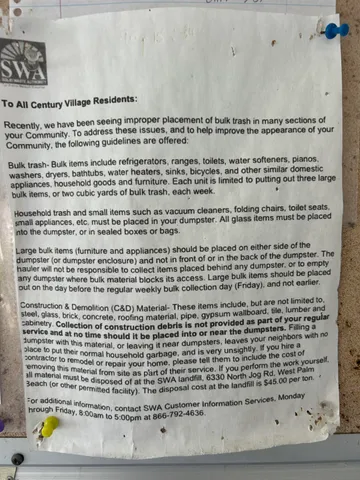 SWA
To All Century Village Residents:
Recently, we have been seeing improper placement of bulk trash in many sections of
your Community. To address these issues, and to help improve the appearance of your
Community, the following guidelines are offered:
Bulk trash- Bulk items include refrigerators, ranges, toilets, water softeners, pianos,
washers, dryers, bathtubs, water heaters, sinks, bicycles, and other similar domestic
appliances, household goods and furniture. Each unit is limited to putting out three large
bulk items, or two cubic yards of bulk trash, each week.
Household trash and small items such as vacuum cleaners, folding chairs, toilet seats,
small appliances, etc. must be placed in your dumpster. All glass items must be placed
into the dumpster, or in sealed boxes or bags.
Large bulk items (furniture and appliances) should be placed on either side of the
dumpster (or dumpster enclosure) and not in front of or in the back of the dumpster. The
hauler will not be responsible to collect items placed behind any dumpster, or to empty
any dumpster where bulk material blocks its access. Large bulk items should be placed
out on the day before the regular weekly bulk collection day (Friday), and not earlier.
Construction & Demolition (C&D) Material- These items include, but are not limited to,
steel, glass, brick, concrete, roofing material, pipe, gypsum wallboard, tile, lumber and
cabinetry. Collection of construction debris is not provided as per your regular
service and at no time should it be placed into or near the dumpsters. Filling a
dumpster with this material, or leaving it near dumpsters, leaves your neighbors with no
place to put their normal household garbage, and is very unsightly. If you hire a
contractor to remodel or repair your home, please tell them to include the cost of
removing this material from site as part of their service. If you perform the work yourself,
all material must be disposed of at the SWA landfill, 6330 North Jog Rd, West Palm
Beach (or other permitted facility). The disposal cost at the landfill is $45.00 per ton.
For additional information, contact SWA Customer Information Services, Monday
through Friday, 8:00am to 5:00pm at 866-792-4636.